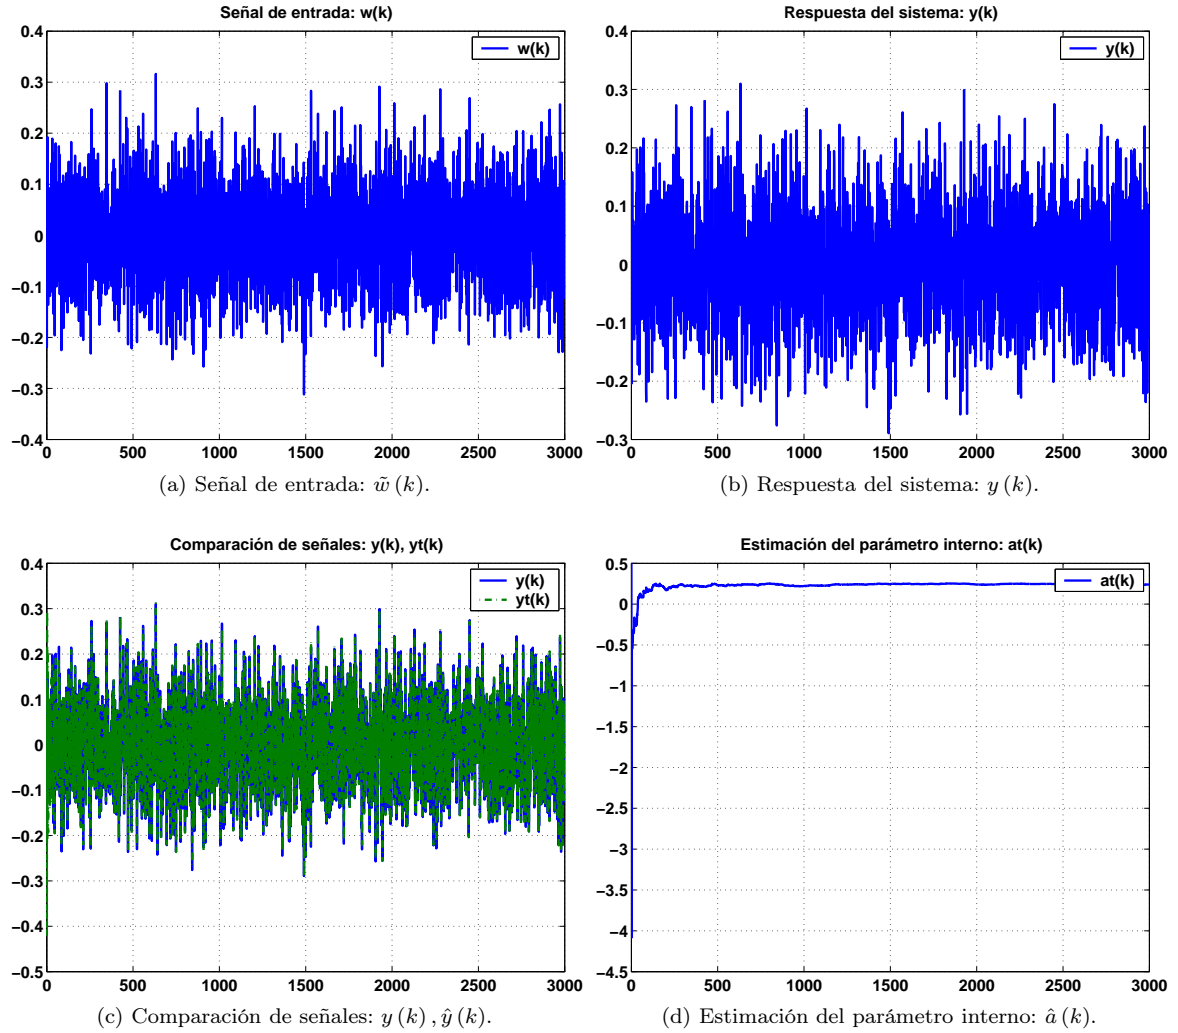 Señal de entrada: w(k)
w(k)
0.4
0.3
0.2
0.1
0
−0.1
−0.2
−0.3
−0.4
0 500 1000 1500 2000 2500 3000
(a) Señal de entrada: w̃ (k).
Respuesta del sistema: y(k)
y(k)
0.4
0.3
0.2
0.1
0
−0.1
−0.2
−0.3
0 500 1000 1500 2000 2500 3000
(b) Respuesta del sistema: y (k).
Comparación de señales: y(k), yt(k)
y(k)
yt(k)
0.4
0.3
0.2
0.1
0
−0.1
−0.2
−0.3
−0.4
−0.5
0 500 1000 1500 2000 2500 3000
(c) Comparación de señales: y (k) , ŷ (k).
Estimación del parámetro interno: at(k)
at(k)
0.5
0
−0.5
−1
−1.5
−2
−2.5
−3
−3.5
−4
−4.5
0 500 1000 1500 2000 2500 3000
(d) Estimación del parámetro interno: â (k).